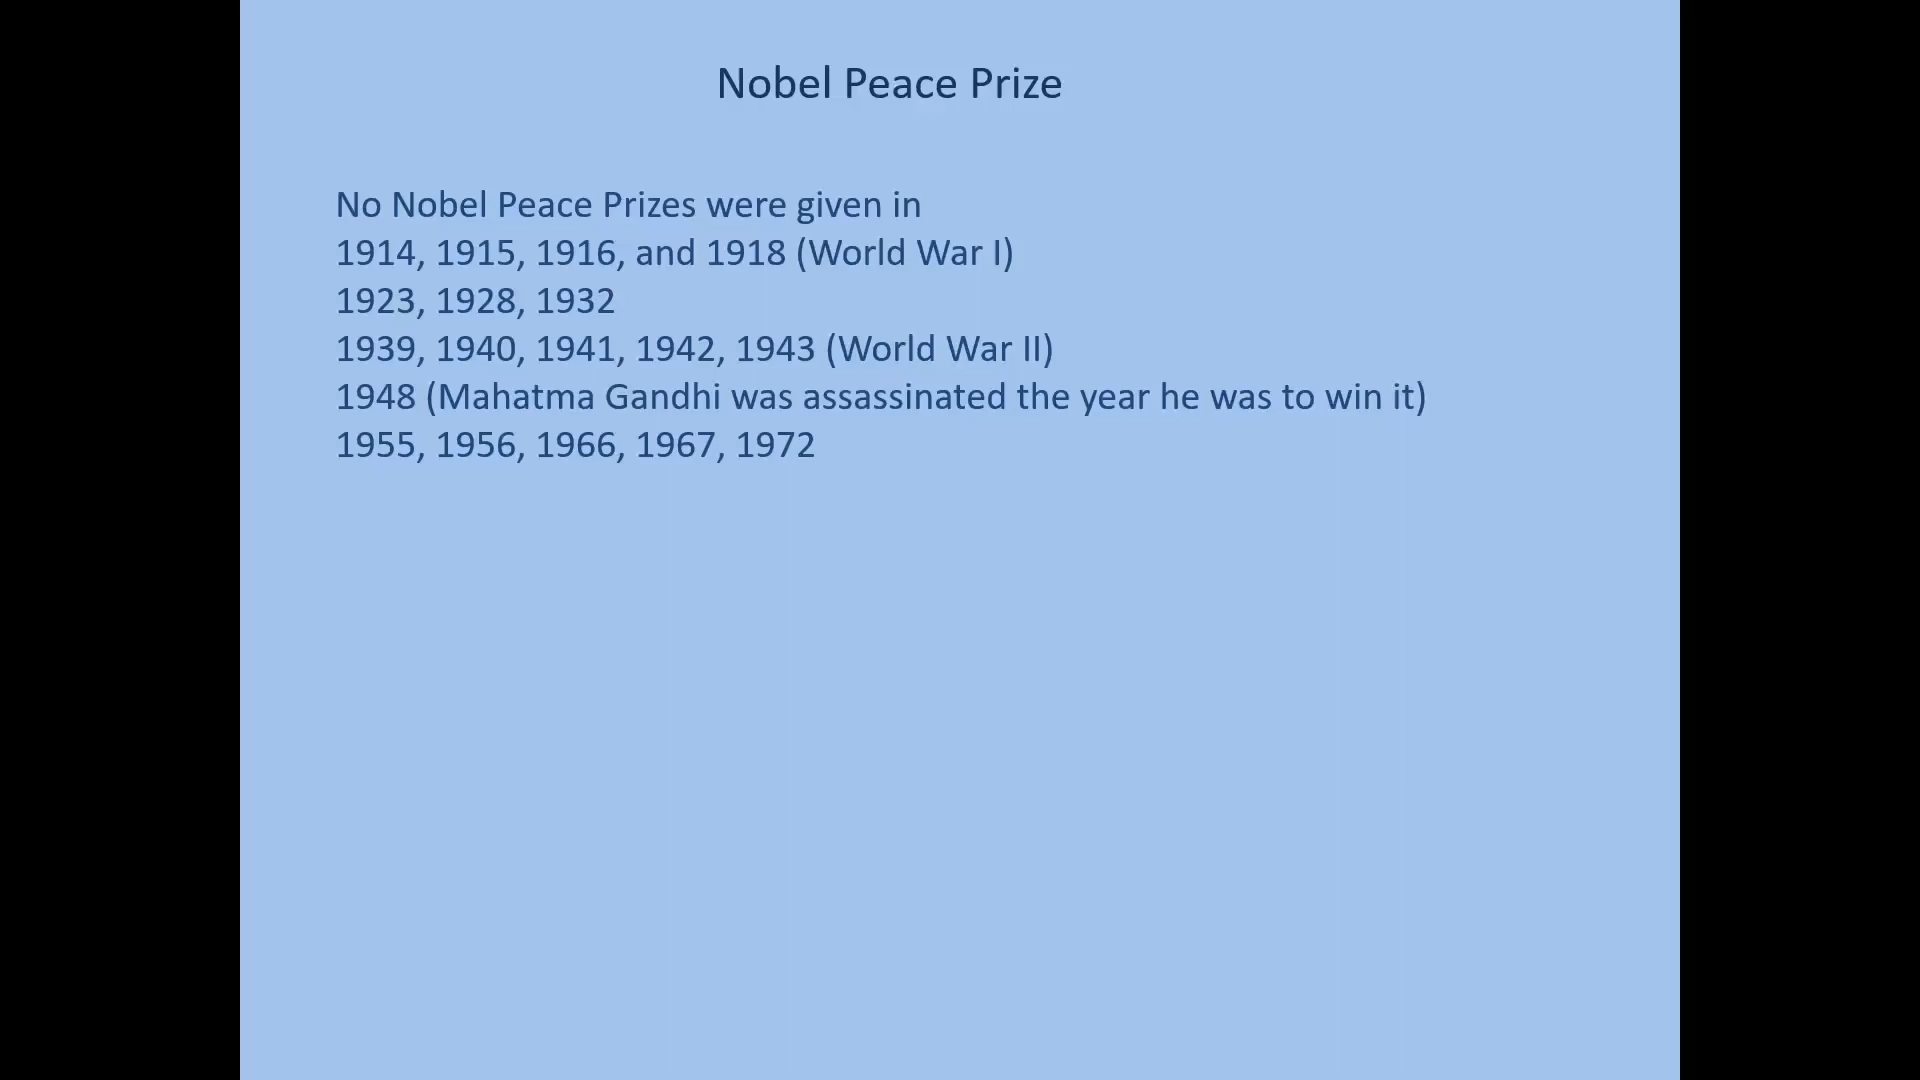 Nobel Peace Prize
No Nobel Peace Prizes were given in
1914, 1915, 1916, and 1918 (World War I)
1923, 1928, 1932
1939, 1940, 1941, 1942, 1943 (World War II)
1948 (Mahatma Gandhi was assassinated the year he was to win it)
1955, 1956, 1966, 1967, 1972